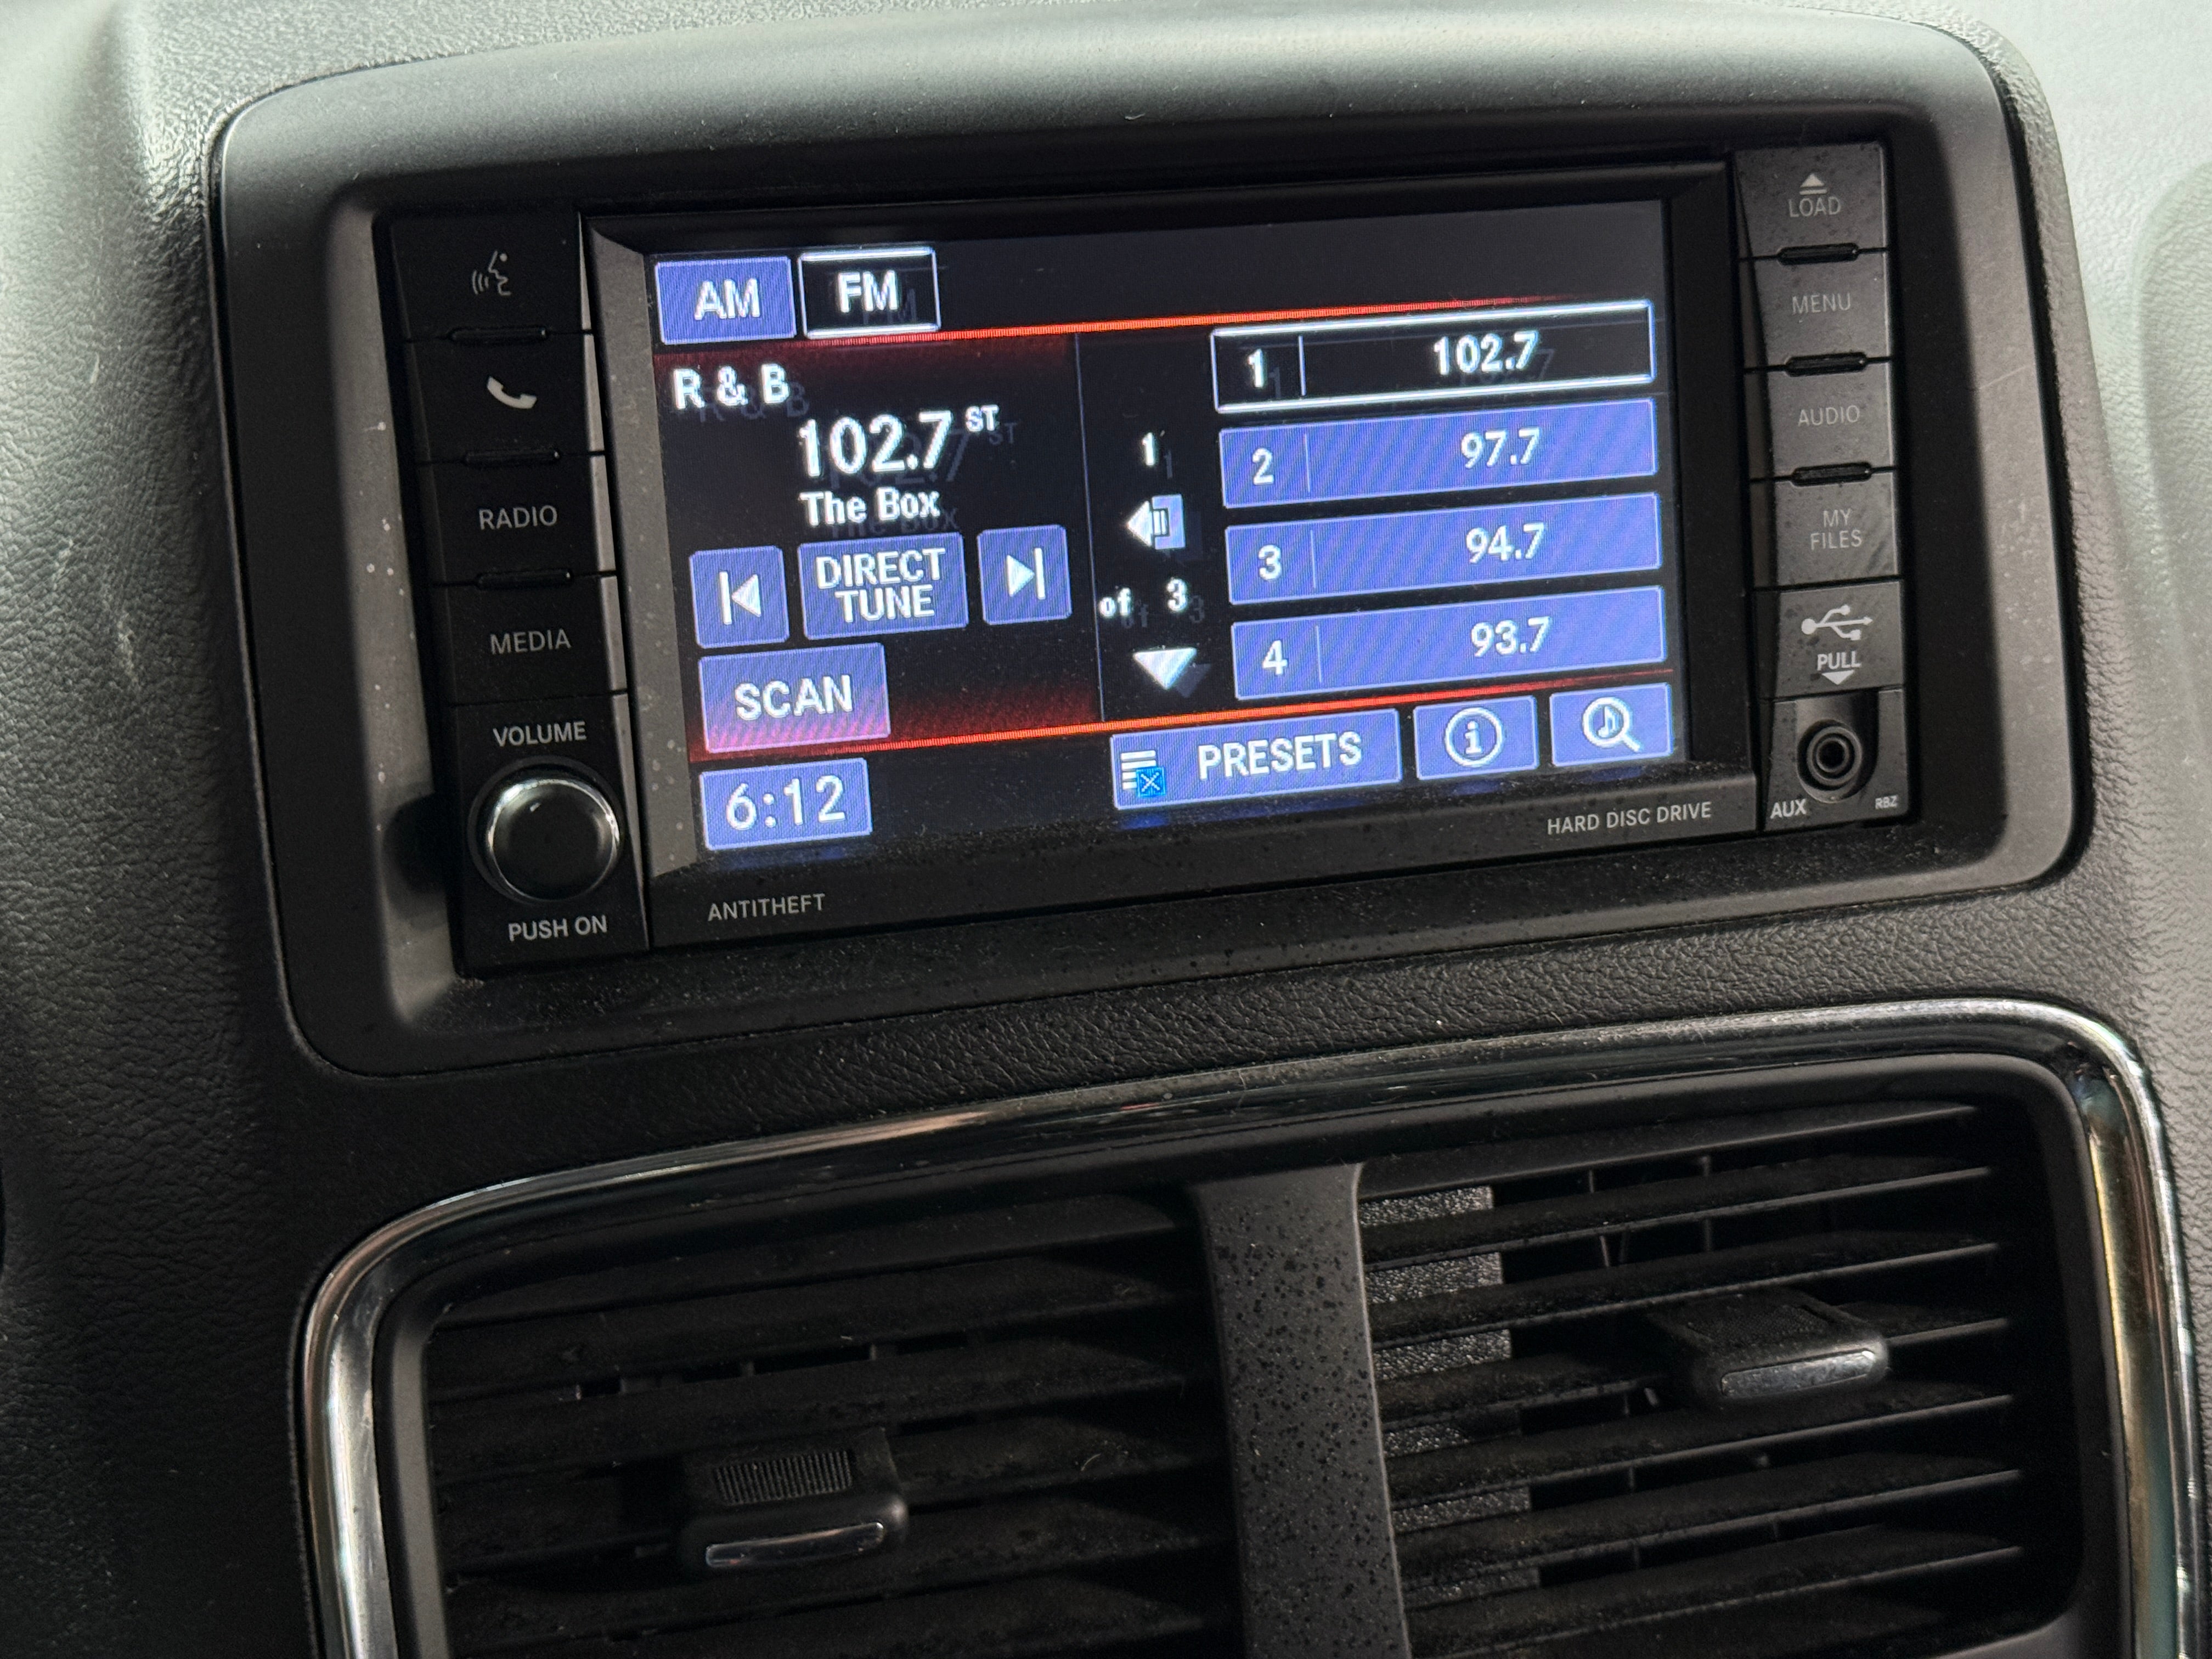 AM FM
R & B
102.7 ST
The Box
DIRECT
TUNE
SCAN
6:12
1
of 3
1 102.7
2 97.7
3 94.7
4 93.7
PRESETS
i
RADIO
MEDIA
VOLUME
PUSH ON
ANTITHEFT
HARD DISC DRIVE
LOAD
MENU
AUDIO
MY
FILES
PULL
AUX
RBZ